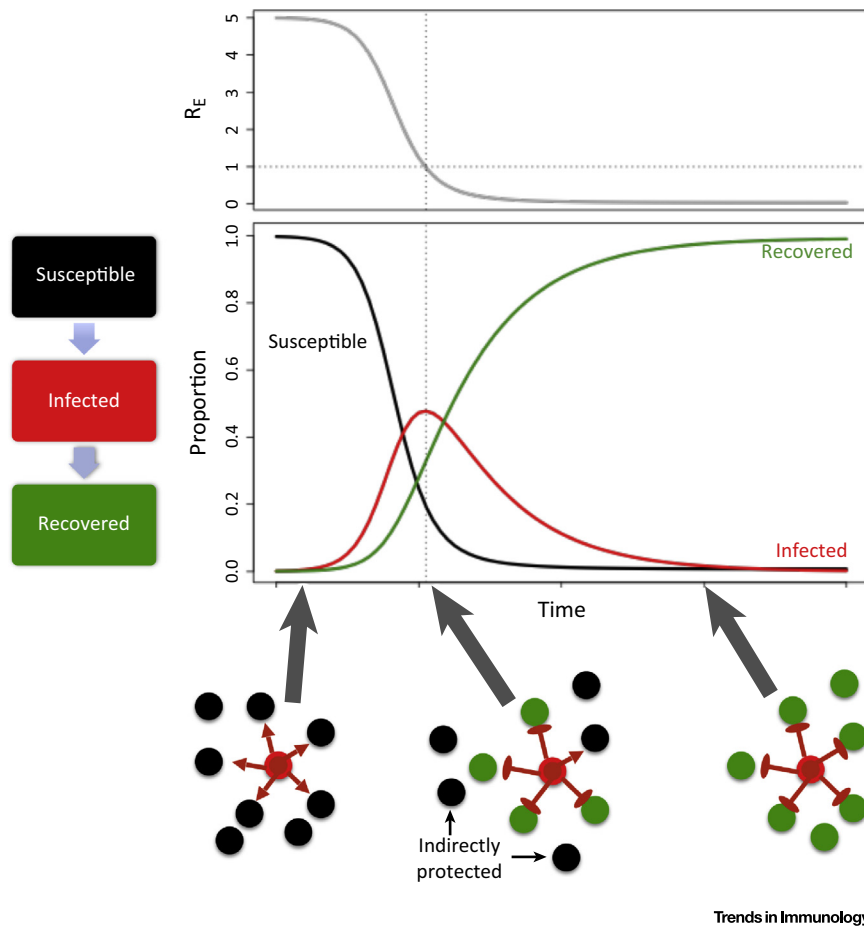 5
4
3
2
1
0
R_E
1.0
0.8
0.6
0.4
0.2
0.0
Proportion
Susceptible
Recovered
Infected
Time
Susceptible
Infected
Recovered
Indirectly
protected
Trends in Immunology